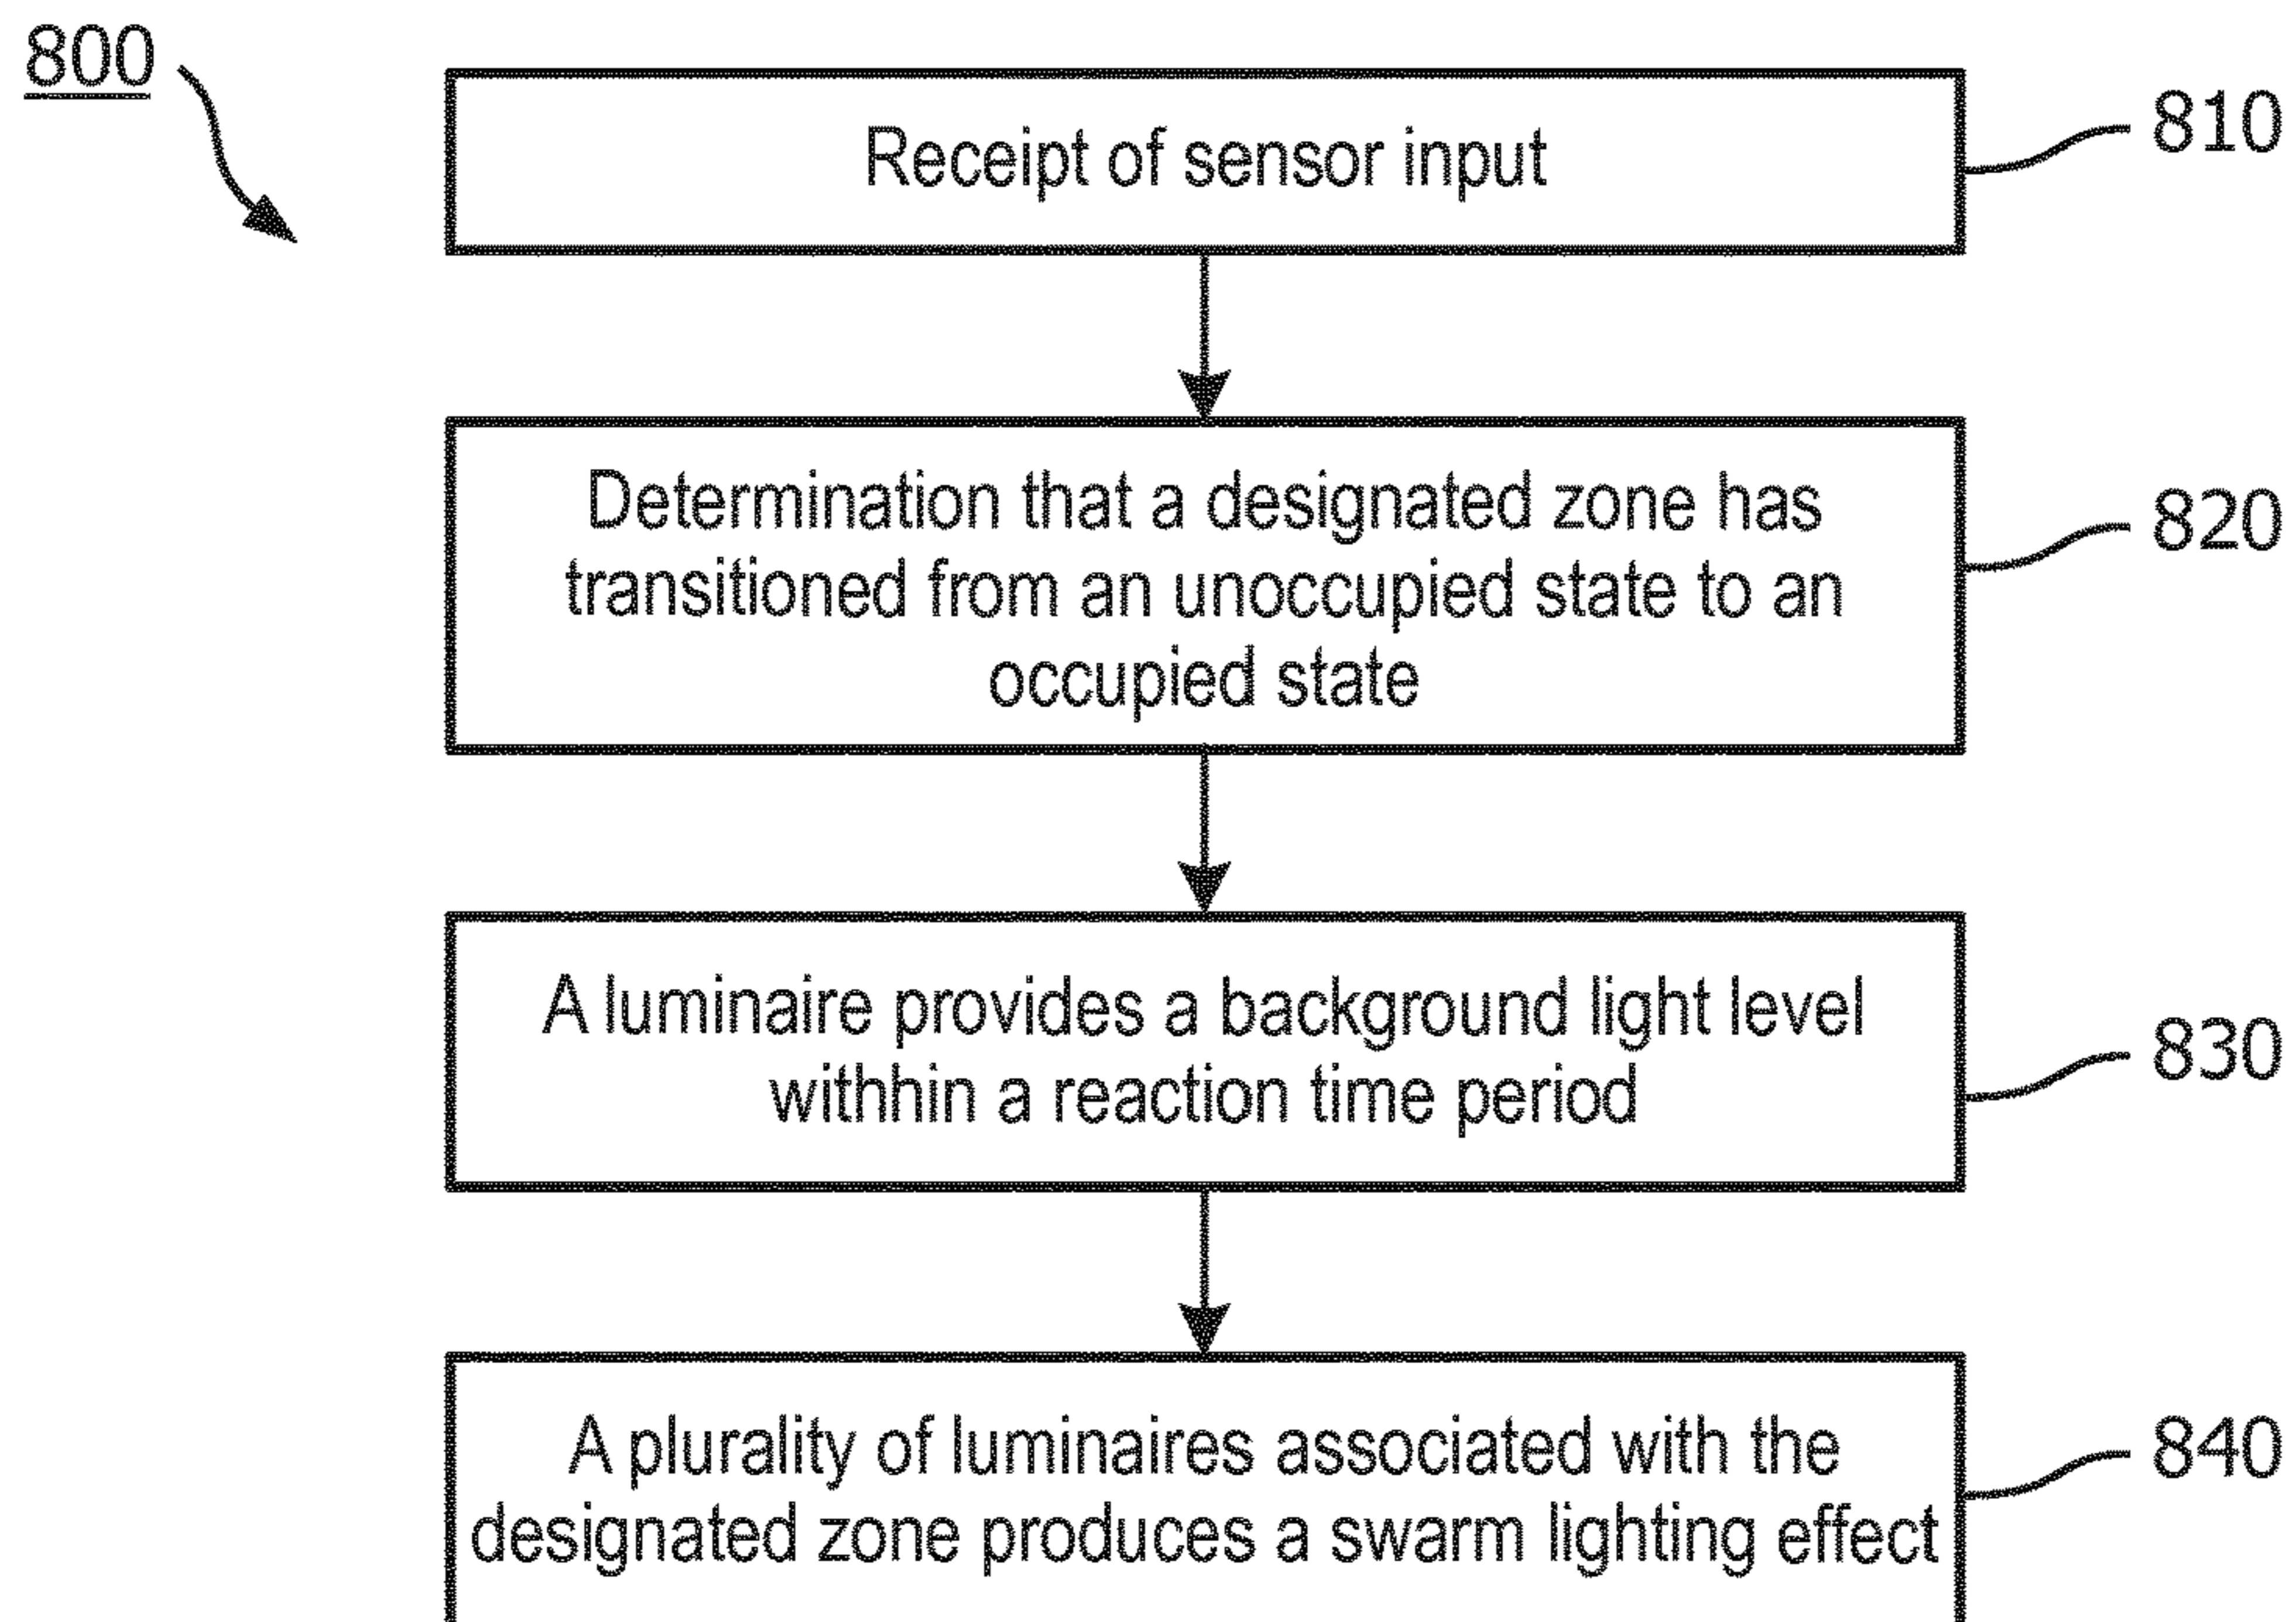 800
Receipt of sensor input
810
Determination that a designated zone has
transitioned from an unoccupied state to an
occupied state
820
A luminaire provides a background light level
withhin a reaction time period
830
A plurality of luminaires associated with the
designated zone produces a swarm lighting effect
840